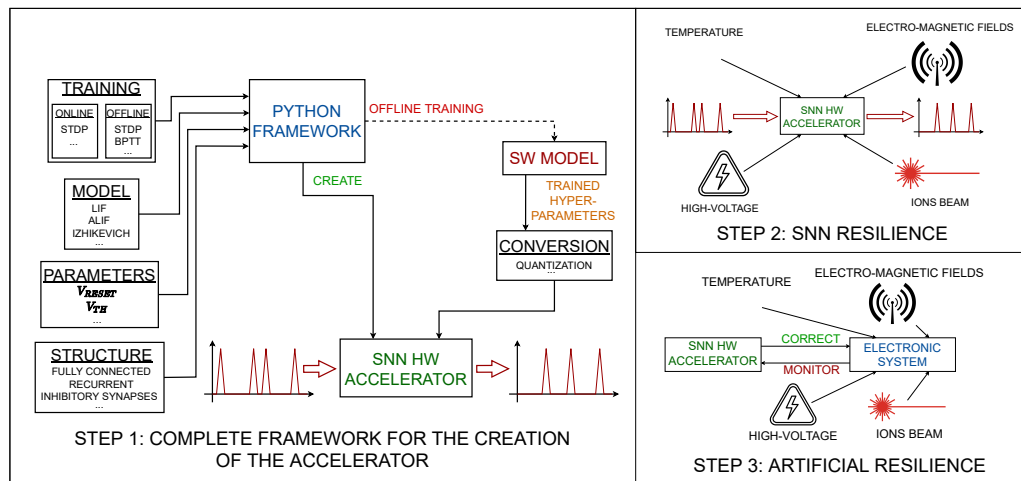 TRAINING
ONLINE
STDP
...
OFFLINE
STDP
BPTT
...
MODEL
LIF
ALIF
IZHIKEVICH
...
PARAMETERS
V_RESET
V_TH
...
STRUCTURE
FULLY CONNECTED
RECURRENT
INHIBITORY SYNAPSES
...
PYTHON
FRAMEWORK
OFFLINE TRAINING
CREATE
SW MODEL
TRAINED
HYPER-
PARAMETERS
CONVERSION
QUANTIZATION
...
SNN HW
ACCELERATOR
STEP 1: COMPLETE FRAMEWORK FOR THE CREATION
OF THE ACCELERATOR
TEMPERATURE
ELECTRO-MAGNETIC FIELDS
SNN HW
ACCELERATOR
HIGH-VOLTAGE
IONS BEAM
STEP 2: SNN RESILIENCE
TEMPERATURE
ELECTRO-MAGNETIC FIELDS
SNN HW
ACCELERATOR
CORRECT
MONITOR
ELECTRONIC
SYSTEM
HIGH-VOLTAGE
IONS BEAM
STEP 3: ARTIFICIAL RESILIENCE